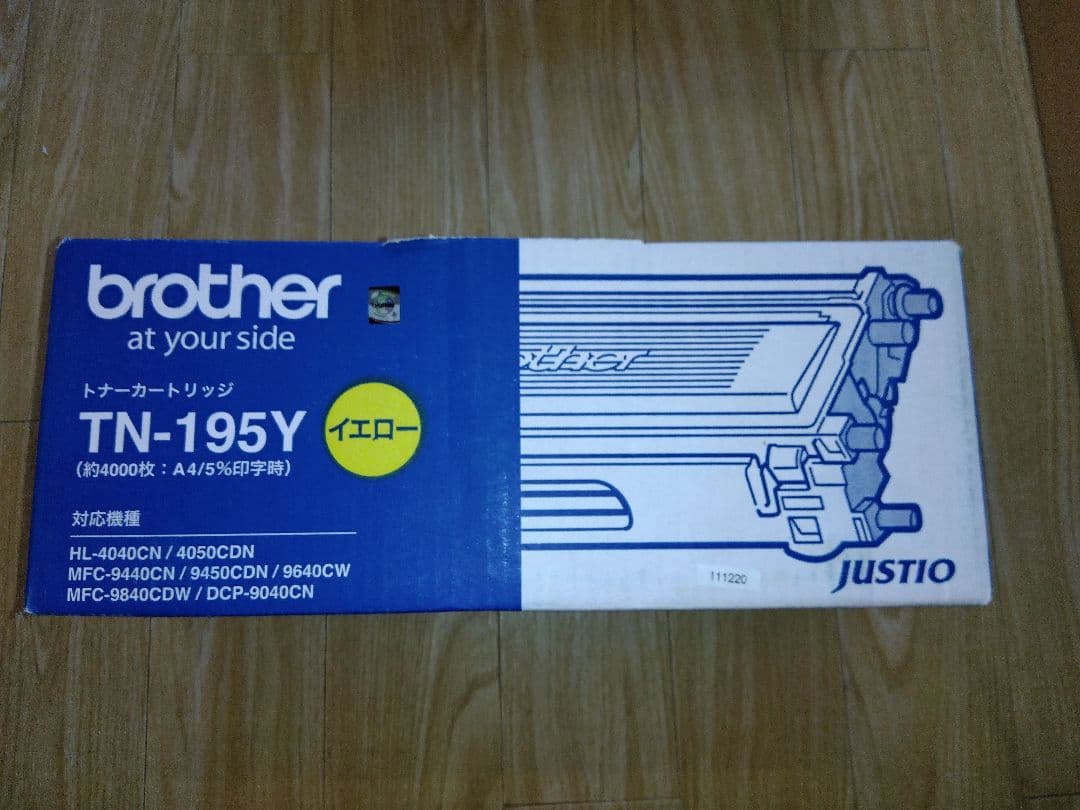 brother
at your side
トナーカートリッジ
TN-195Y
イエロー
(約4000枚：A4/5%印字時)
対応機種
HL-4040CN / 4050CDN
MFC-9440CN / 9450CDN / 9640CW
MFC-9840CDW / DCP-9040CN
brother
111220
JUSTIO